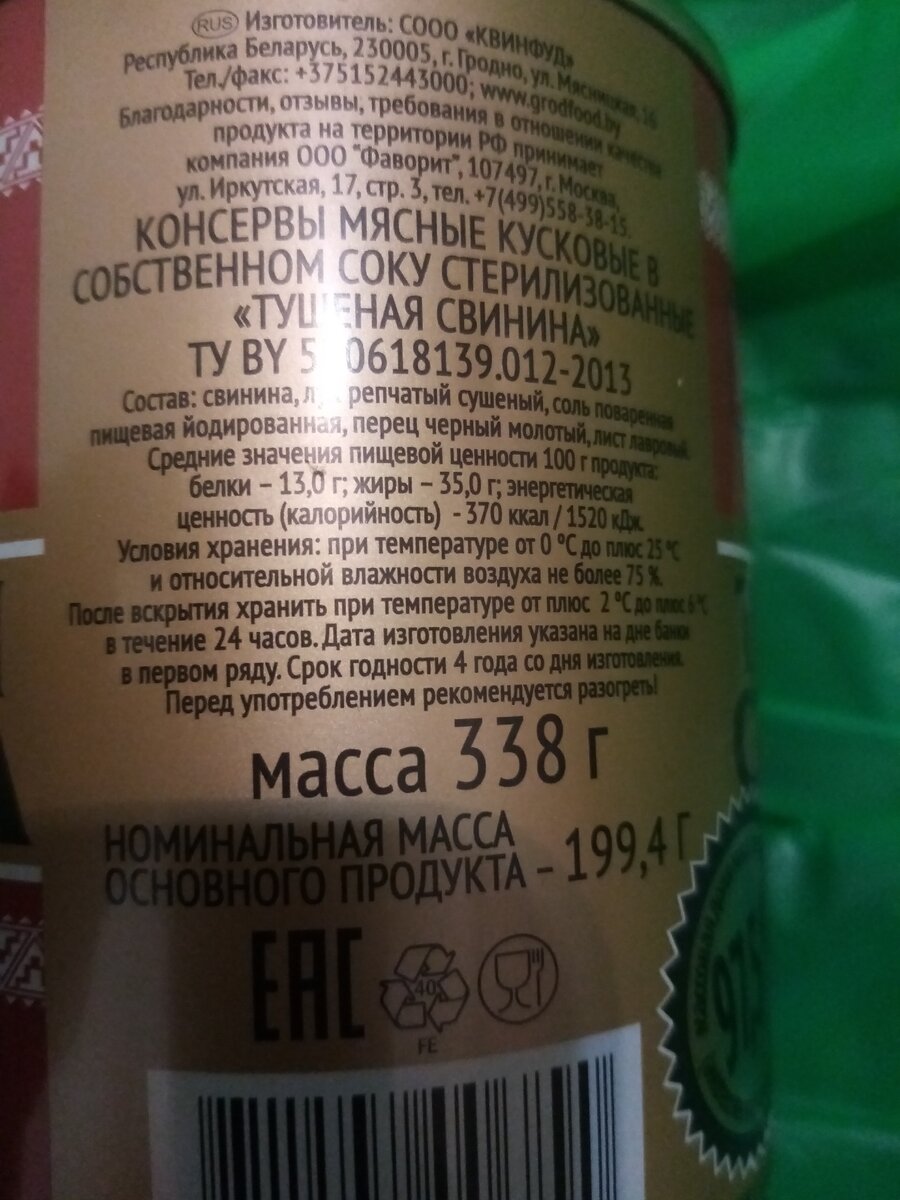 RUS Изготовитель: СООО «КВИНФУД»
Республика Беларусь, 230005, г. Гродно, ул. Мясницкая, 16
Тел./факс: +375152443000; www.grodfood.by
Благодарности, отзывы, требования в отношении качества
продукта на территории РФ принимает
компания ООО "Фаворит", 107497, г. Москва,
ул. Иркутская, 17, стр. 3, тел. +7(499)558-38-15.
КОНСЕРВЫ МЯСНЫЕ КУСКОВЫЕ В
СОБСТВЕННОМ СОКУ СТЕРИЛИЗОВАННЫЕ
«ТУШЕНАЯ СВИНИНА»
ТУ BY 0618139.012-2013
Состав: свинина, лук репчатый сушеный, соль поваренная
пищевая йодированная, перец черный молотый, лист лавровый.
Средние значения пищевой ценности 100 г продукта:
белки – 13,0 г; жиры – 35,0 г; энергетическая
ценность (калорийность) - 370 ккал / 1520 кДж.
Условия хранения: при температуре от 0 °С до плюс 25 °С
и относительной влажности воздуха не более 75 %.
После вскрытия хранить при температуре от плюс 2 °С до плюс 6 °С
в течение 24 часов. Дата изготовления указана на дне банки
в первом ряду. Срок годности 4 года со дня изготовления.
Перед употреблением рекомендуется разогреть!
масса 338 г
НОМИНАЛЬНАЯ МАССА
ОСНОВНОГО ПРОДУКТА – 199,4 Г
EAC
40
FE